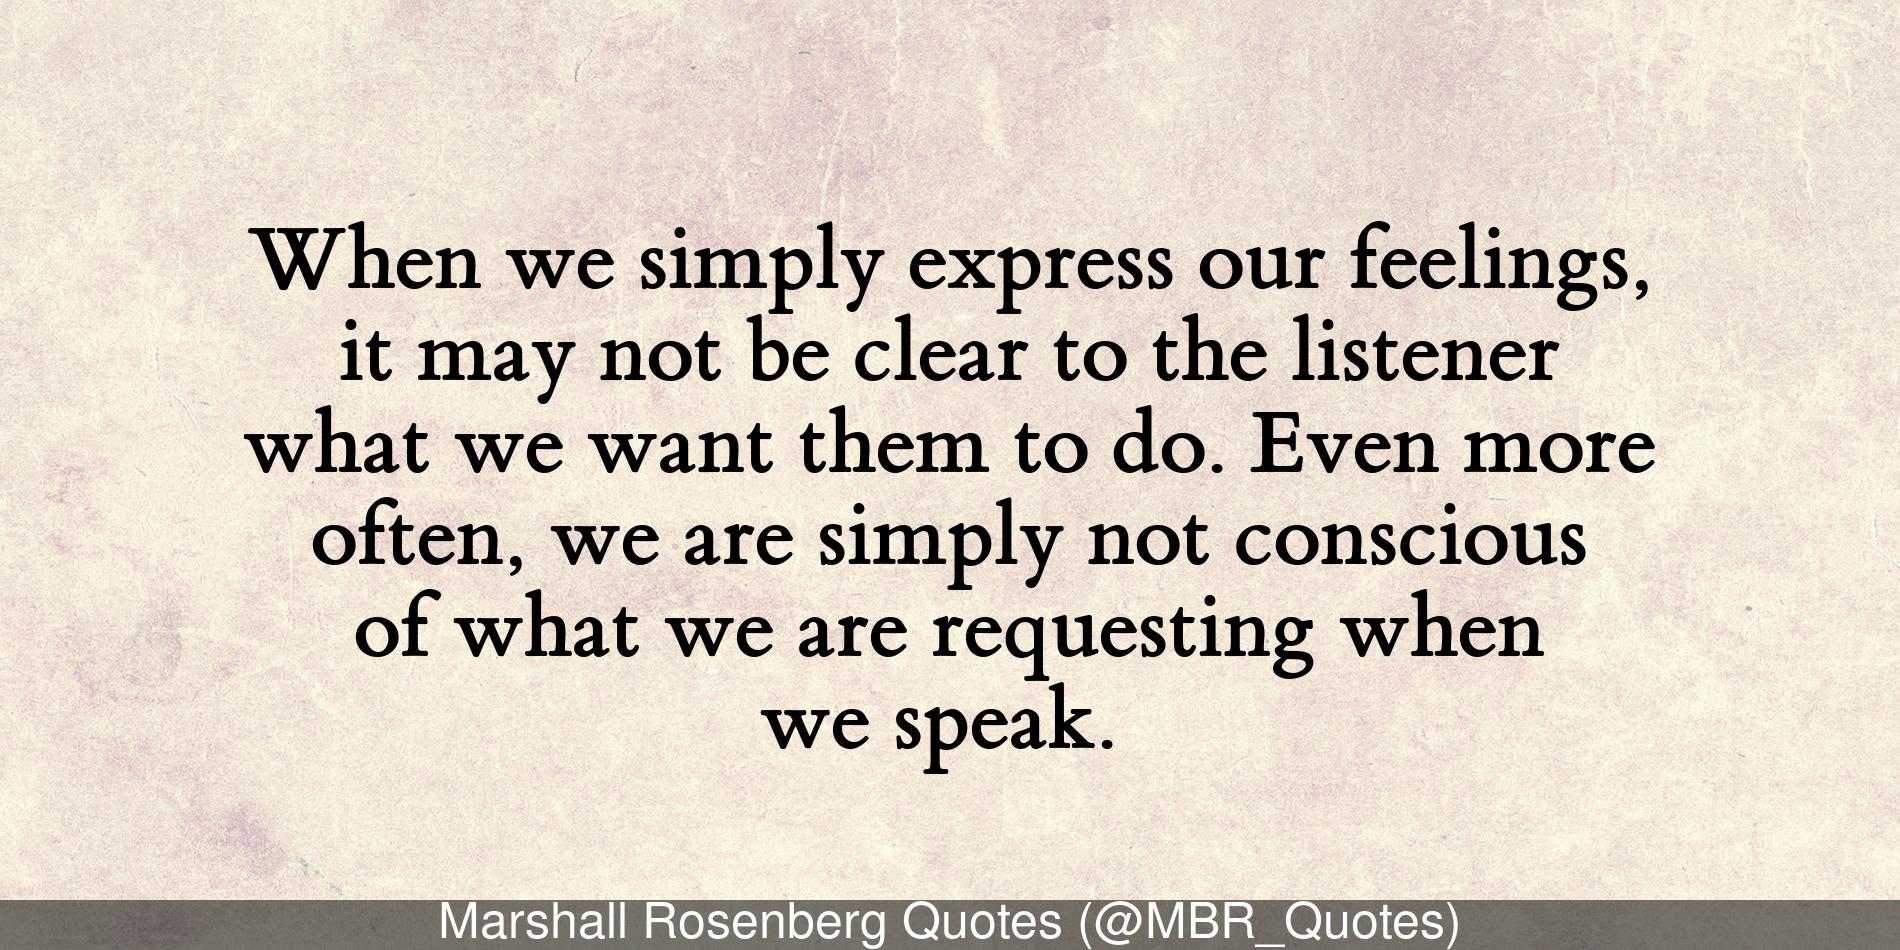 When we simply express our feelings,
it may not be clear to the listener
what we want them to do. Even more
often, we are simply not conscious
of what we are requesting when
we speak.
Marshall Rosenberg Quotes (@MBR_Quotes)